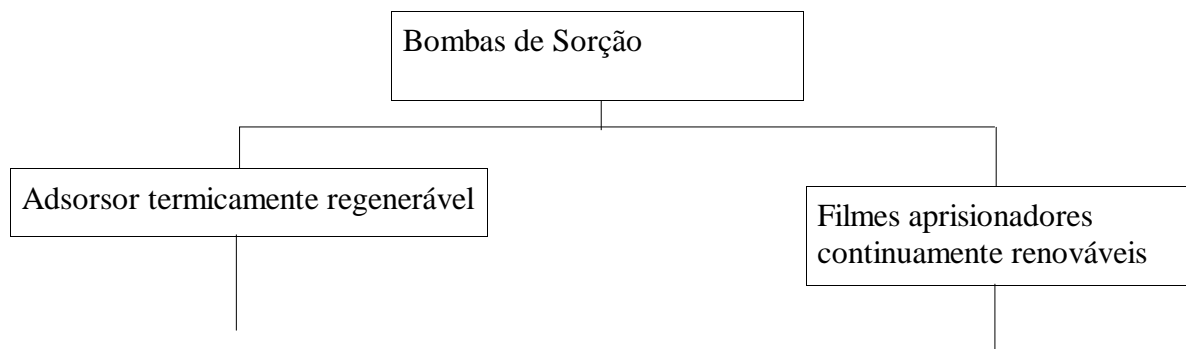 Bombas de Sorção
Adsorsor termicamente regenerável
Filmes aprisionadores
continuamente renováveis